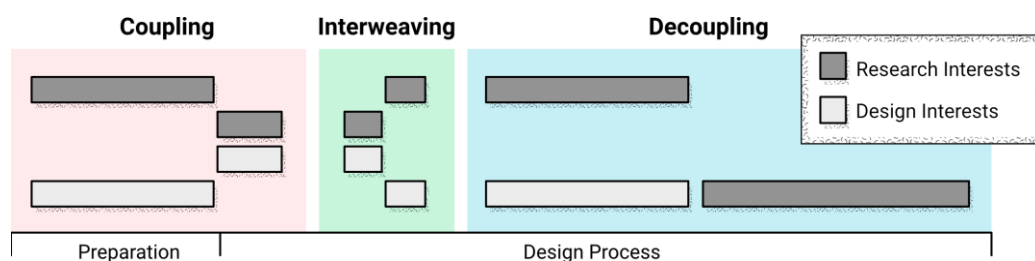 Coupling
Interweaving
Decoupling
Research Interests
Design Interests
Preparation
Design Process